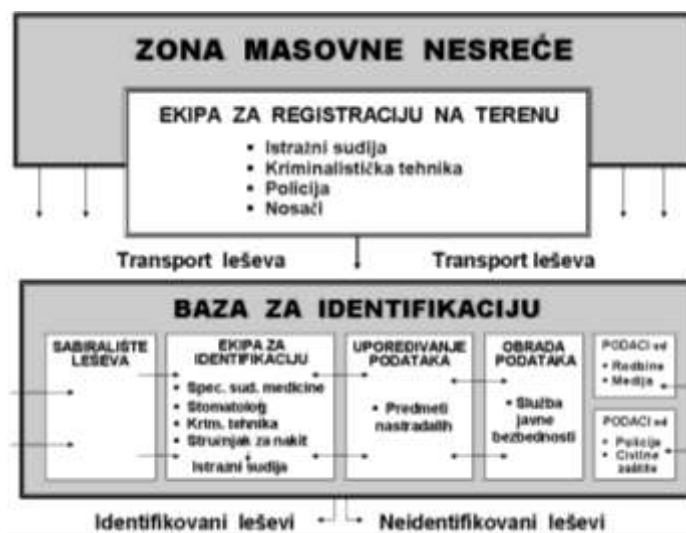 ZONA MASOVNE NESREĆE
EKIPA ZA REGISTRACIJU NA TERENU
▪ Istražni sudija
▪ Kriminalistička tehnika
▪ Policija
▪ Nosači
Transport leševa
Transport leševa
BAZA ZA IDENTIFIKACIJU
SABIRALIŠTE
LEŠEVA
EKIPA ZA
IDENTIFIKACIJU
▪ Spec. sud. medicine
▪ Stomatolog
▪ Krim. tehnika
▪ Stručnjak za nakit
Istražni sudija
UPOREĐIVANJE
PODATAKA
▪ Predmeti
nastradalih
OBRADA
PODATAKA
▪ Služba
javne
bezbednosti
PODACI od
▪ Rodbine
▪ Medija
PODACI od
▪ Policije
▪ Civilne
zaštite
Identifikovani leševi
Neidentifikovani leševi